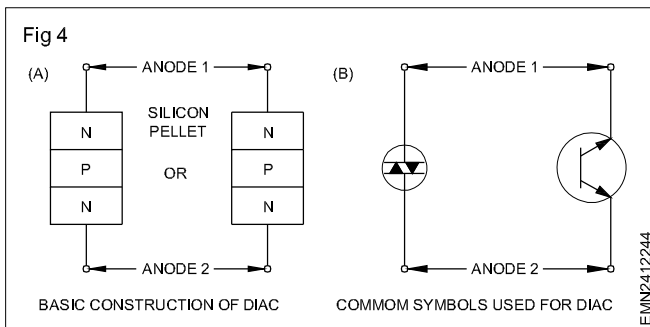 Fig 4
(A)
ANODE 1
(B)
ANODE 1
SILICON
PELLET
OR
N
P
N
N
P
N
ANODE 2
ANODE 2
BASIC CONSTRUCTION OF DIAC
COMMOM SYMBOLS USED FOR DIAC
EMN2412244